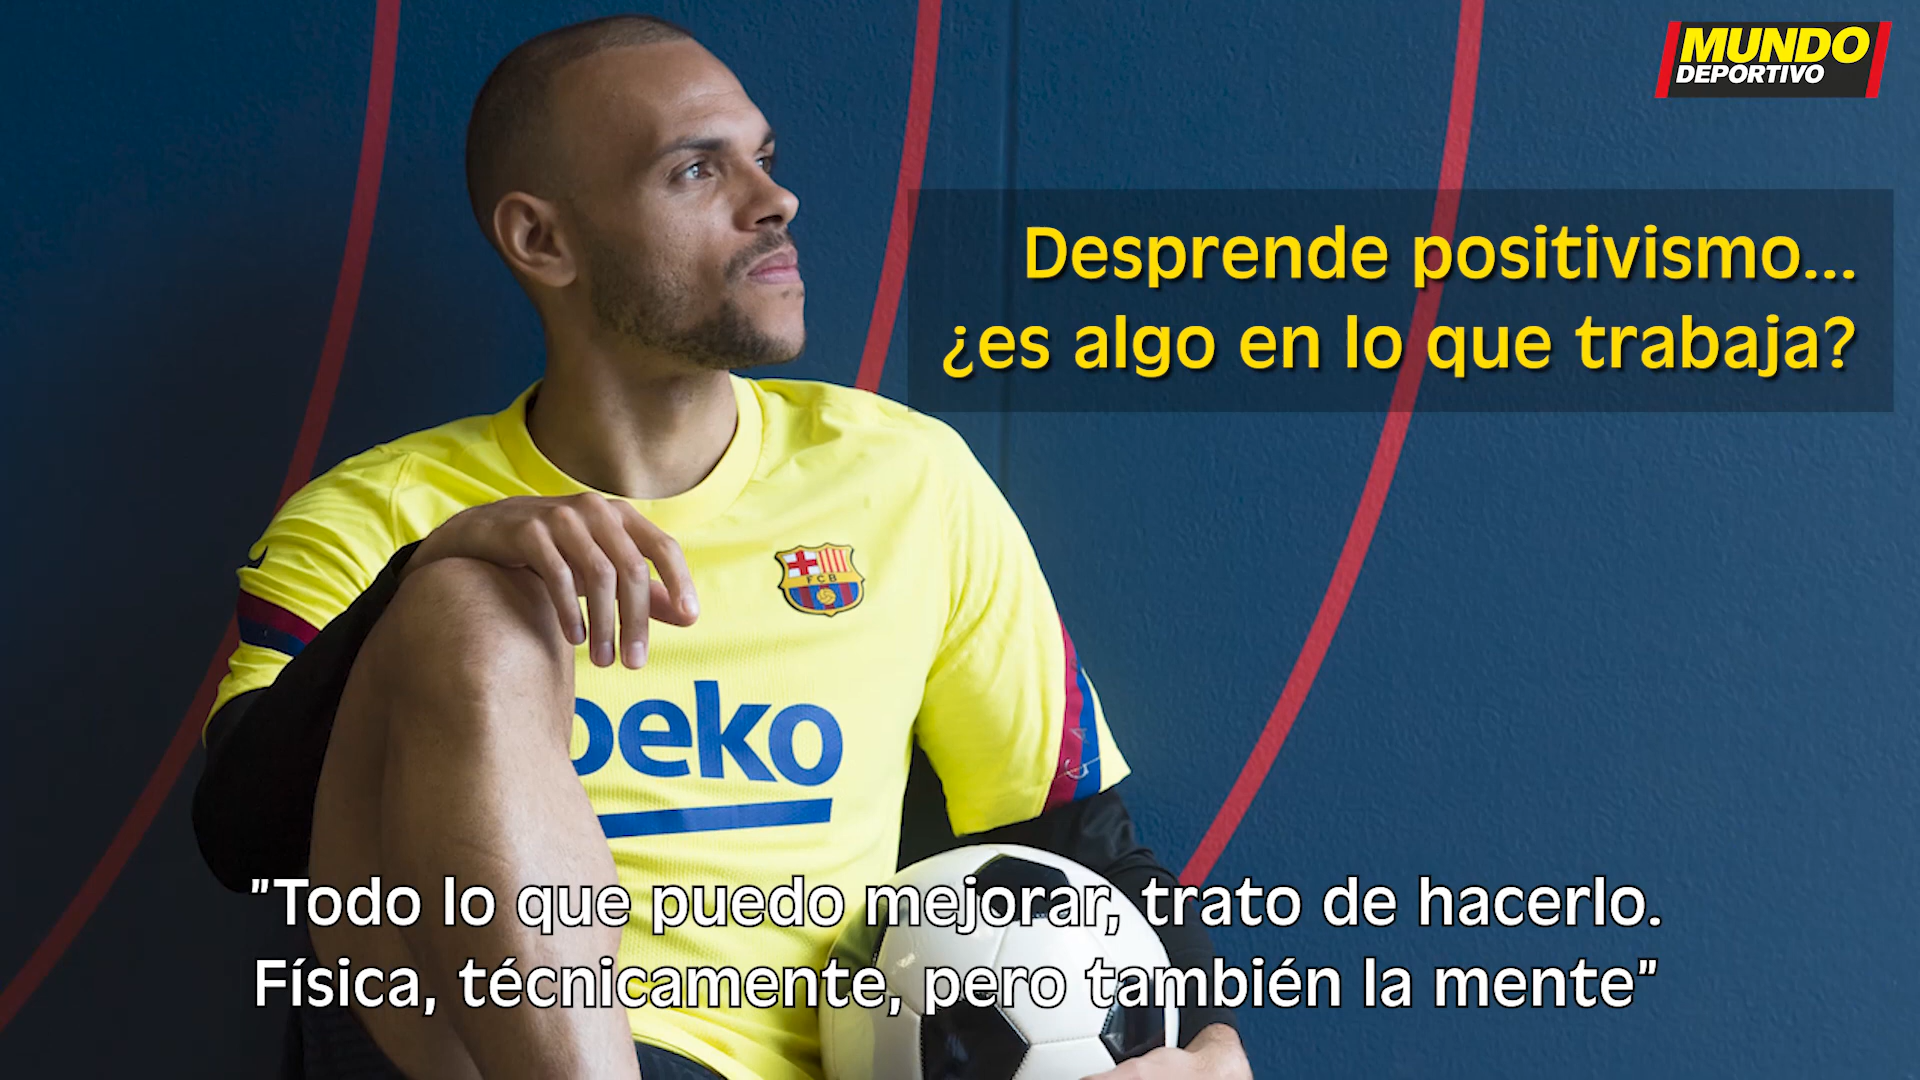 MUNDO
DEPORTIVO
Desprende positivismo...
¿es algo en lo que trabaja?
FCB
beko
"Todo lo que puedo mejorar, trato de hacerlo.
Física, técnicamente, pero también la mente"